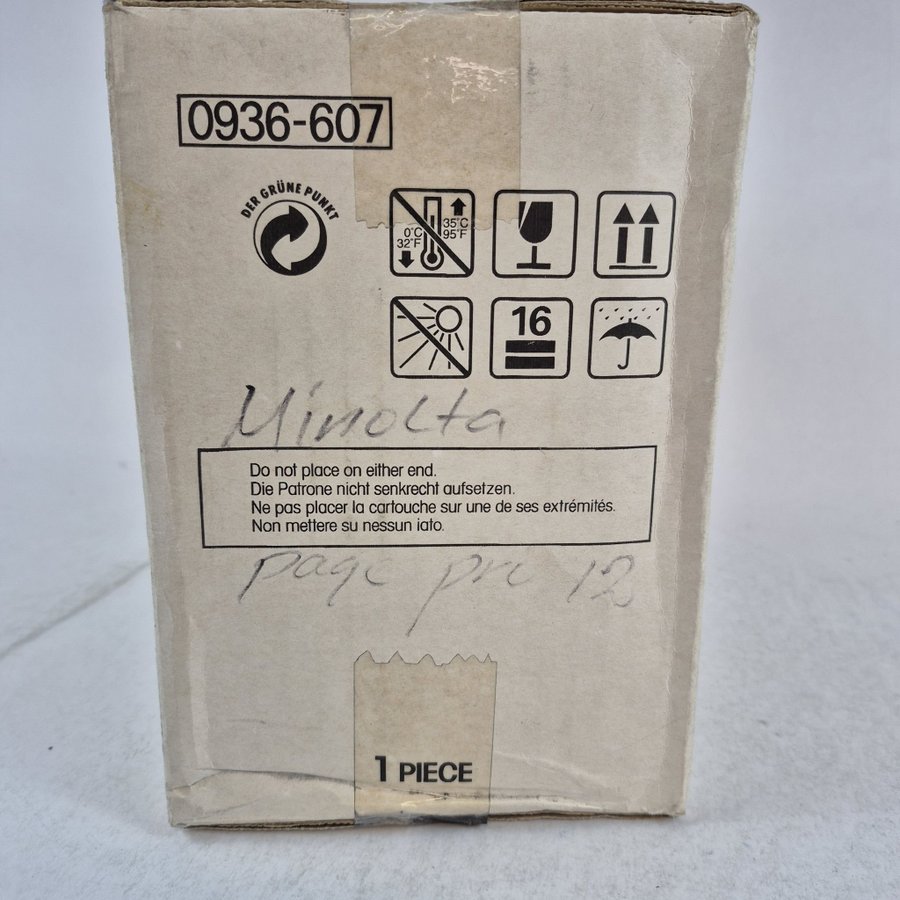 0936-607
DER GRÜNE PUNKT
35°C
0°C 95°F
32°F
16
Minolta
Do not place on either end.
Die Patrone nicht senkrecht aufsetzen.
Ne pas placer la cartouche sur une de ses extrémités.
Non mettere su nessun iato.
page pro 12
1 PIECE